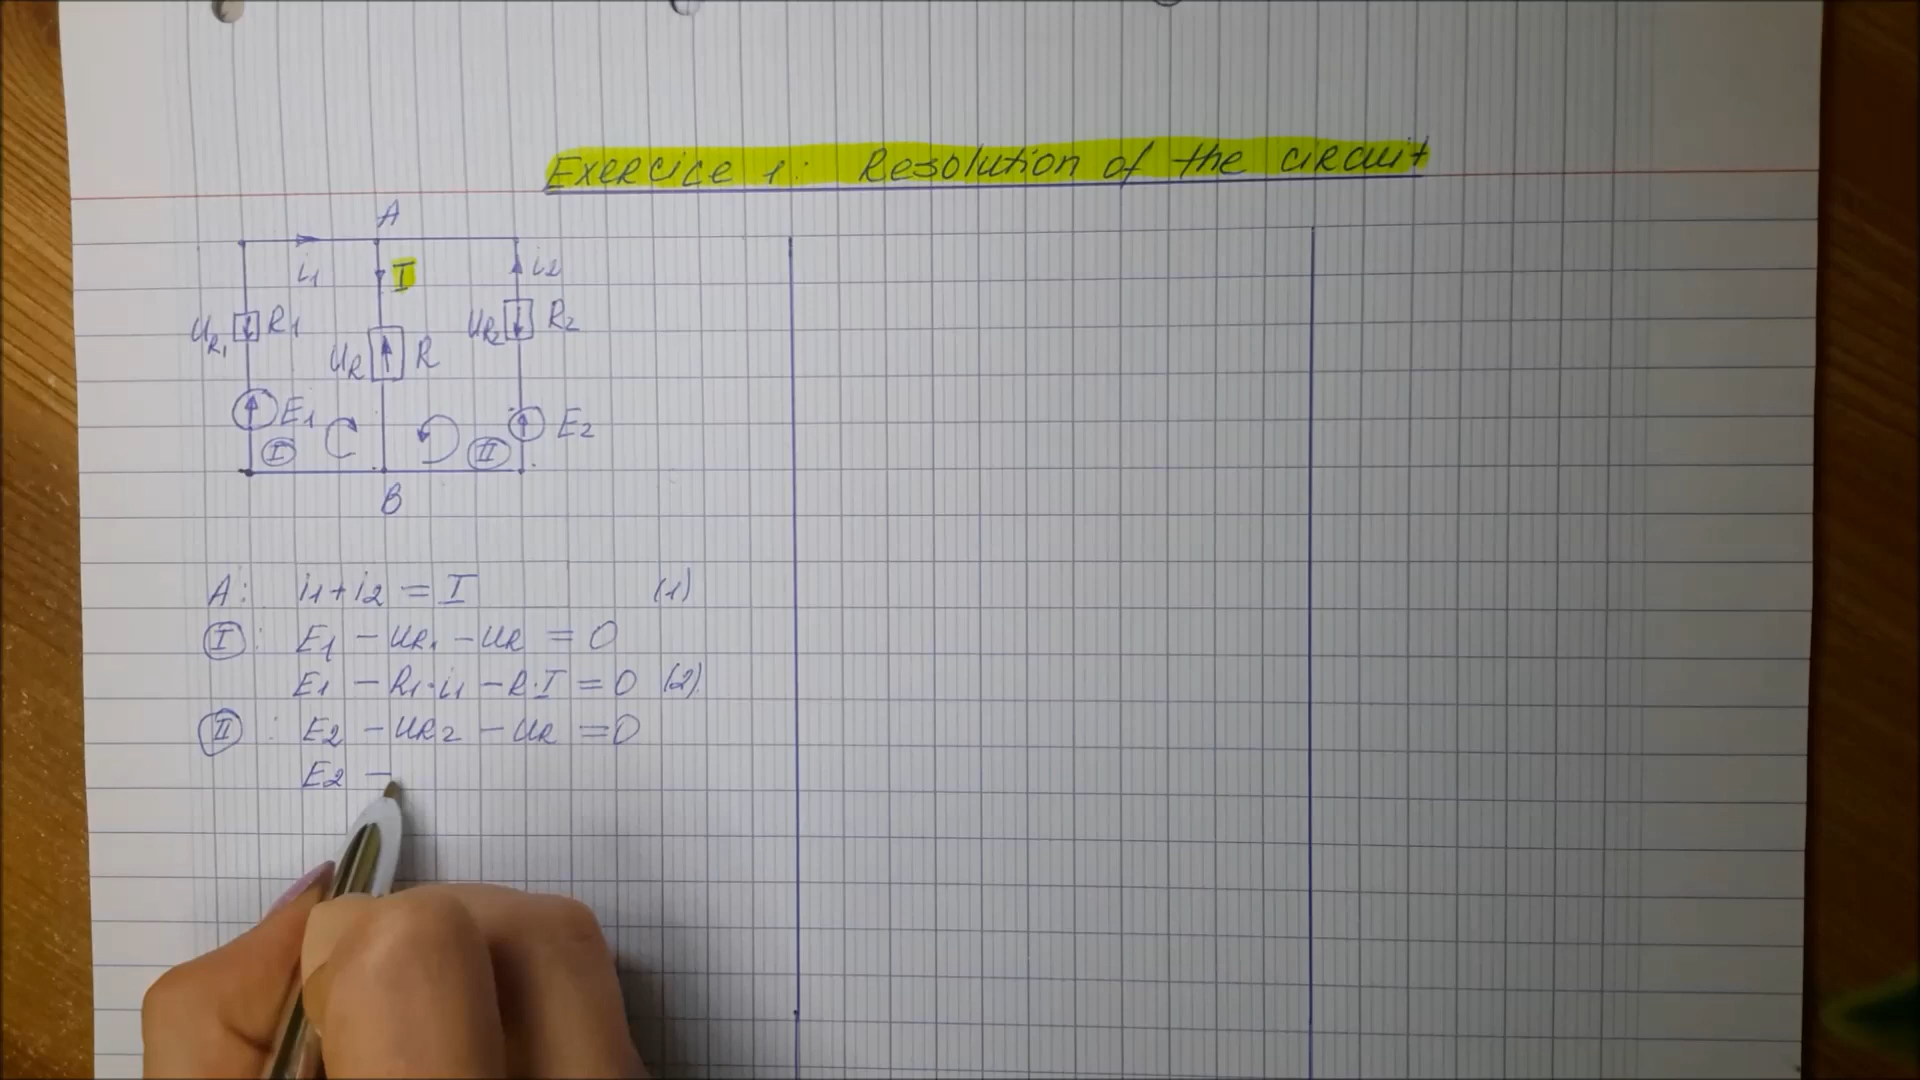 Exercice 1: Resolution of the circuit
A
i1
I
i2
UR1
R1
UR
R
UR2
R2
E1
E2
I
II
B
A: i1+i2 = I (1)
I: E1 - UR1 - UR = 0
E1 - R1·i1 - R·I = 0 (2).
II: E2 - UR2 - UR = 0
E2 -